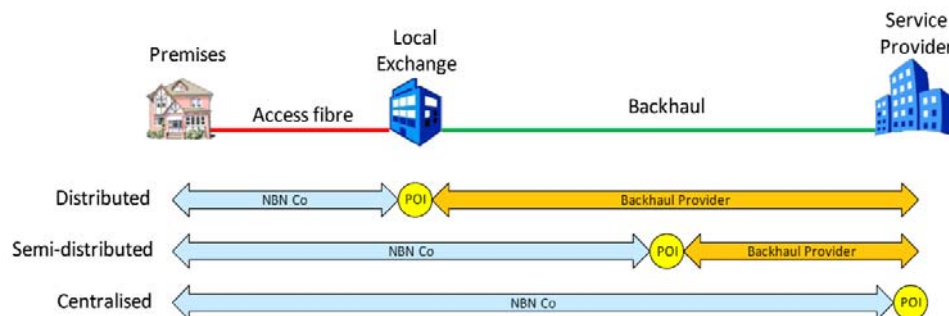 Premises
Local
Exchange
Service
Provider
Access fibre
Backhaul
Distributed
NBN Co
POI
Backhaul Provider
Semi-distributed
NBN Co
POI
Backhaul Provider
Centralised
NBN Co
POI